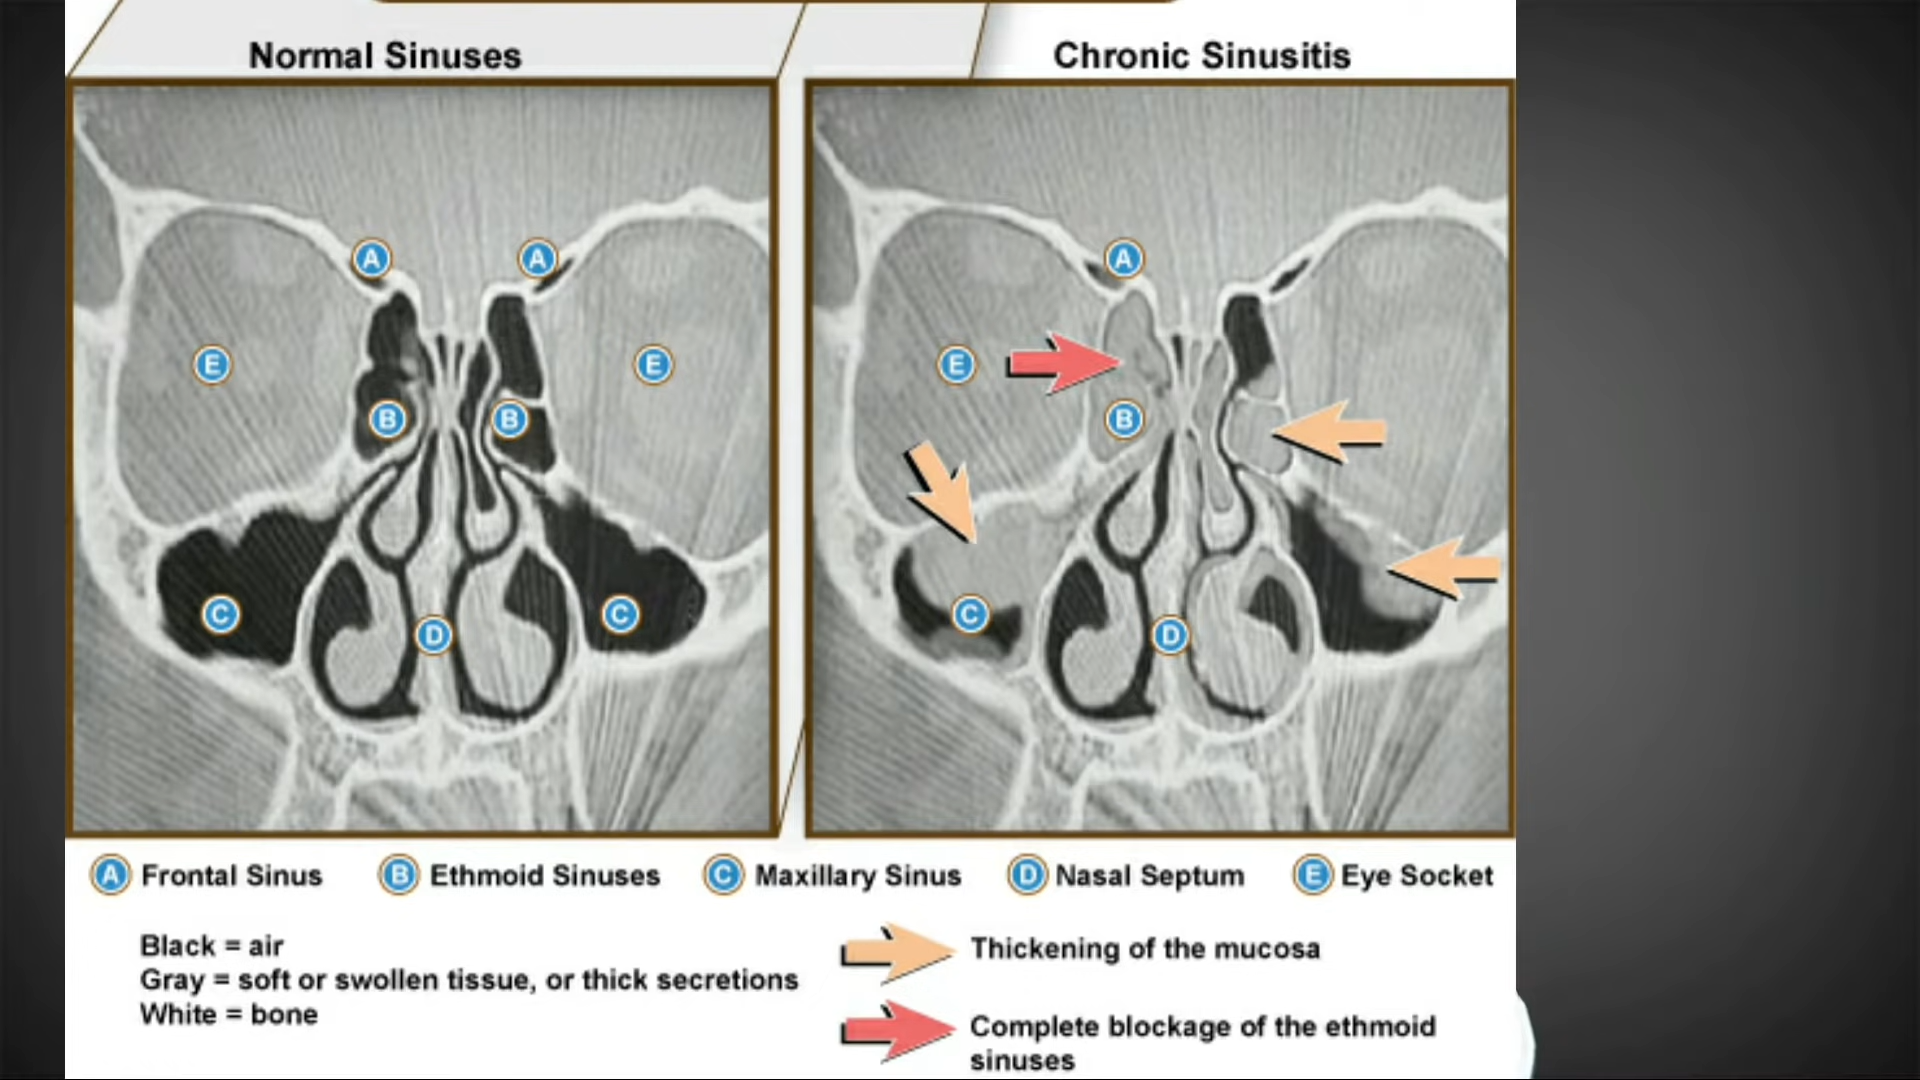 Normal Sinuses
Chronic Sinusitis
A
A
E
E
B
B
C
C
D
A
E
B
C
D
A Frontal Sinus
B Ethmoid Sinuses
C Maxillary Sinus
D Nasal Septum
E Eye Socket
Black = air
Gray = soft or swollen tissue, or thick secretions
White = bone
Thickening of the mucosa
Complete blockage of the ethmoid
sinuses